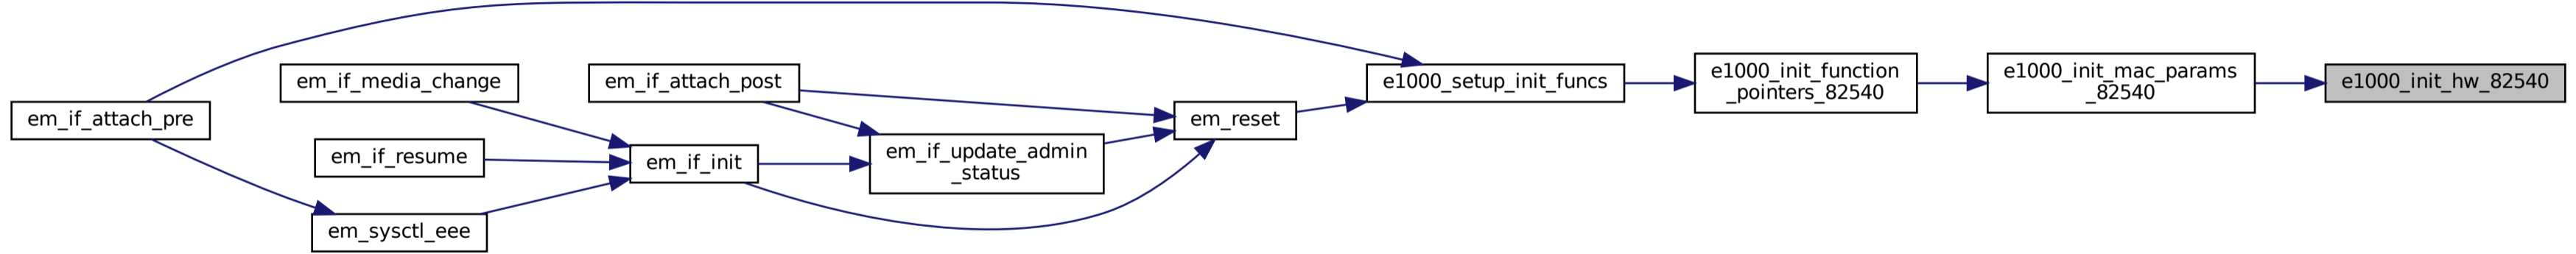 em_if_attach_pre
em_if_media_change
em_if_resume
em_sysctl_eee
em_if_attach_post
em_if_init
em_if_update_admin
_status
em_reset
e1000_setup_init_funcs
e1000_init_function
_pointers_82540
e1000_init_mac_params
_82540
e1000_init_hw_82540